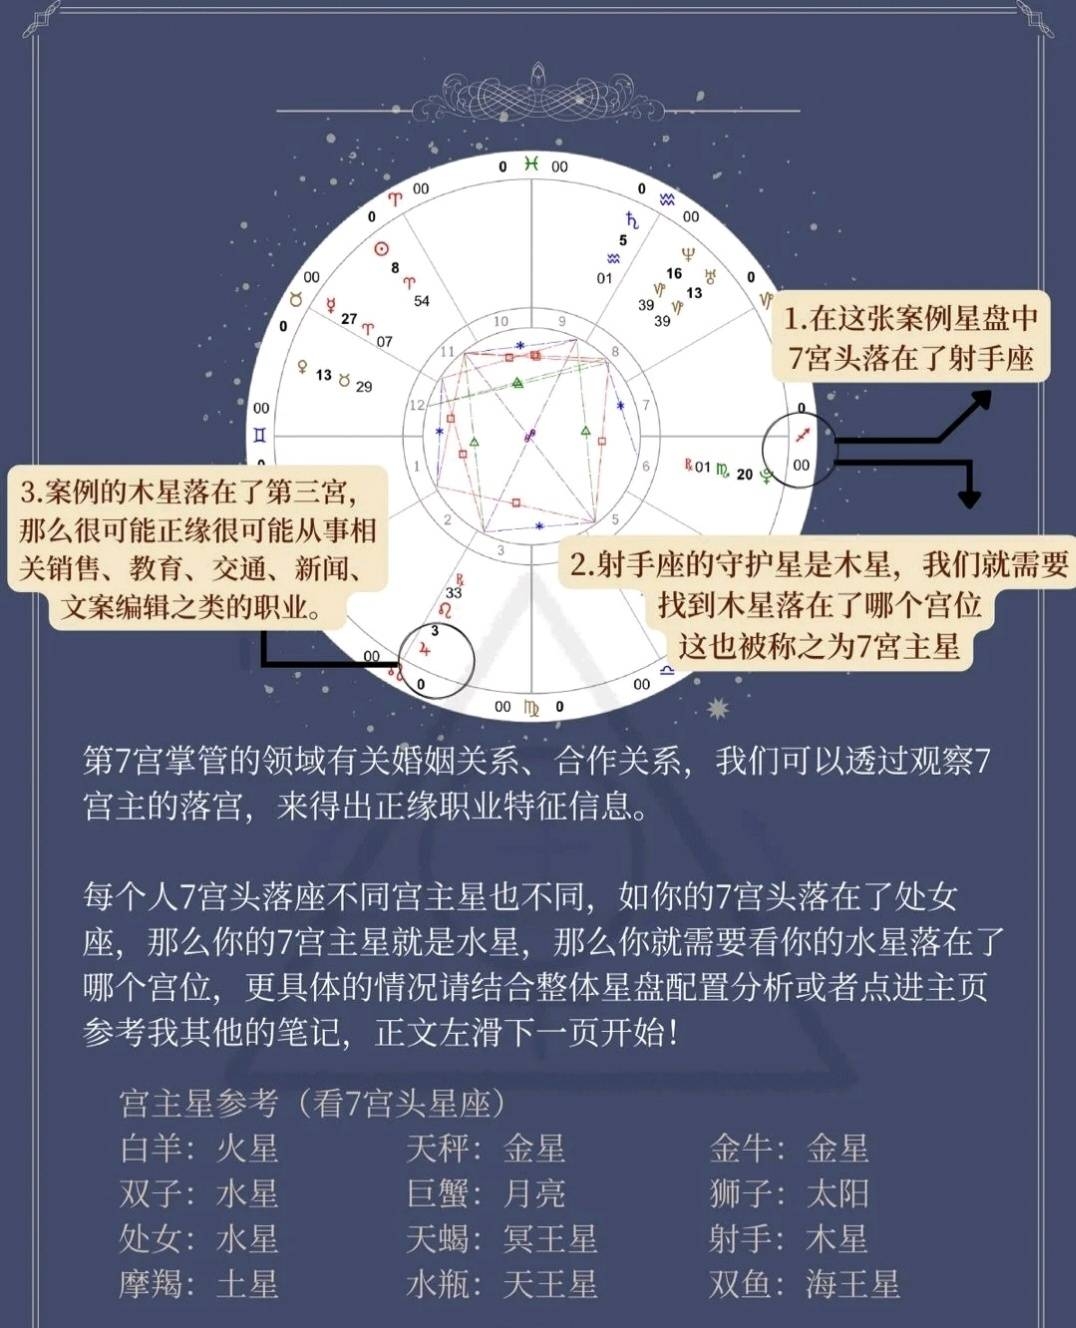 0 ♓ 00
♈ 00
0
0 ♒
00
♄
5
♒
01
☉
8
♈
54
♆
16
♑
39
♅
13
♑
39
0
♑
00
♉
0
☿
27
♈
07
♀ 13 ♉ 29
00
♊
0
10 9
11 8
12 7
1 6
2 5
3
1.在这张案例星盘中
7宫头落在了射手座
0
♐
00
℞01 ♏ 20 ♇
3.案例的木星落在了第三宫，
那么很可能正缘很可能从事相
关销售、教育、交通、新闻、
文案编辑之类的职业。
2.射手座的守护星是木星，我们就需要
找到木星落在了哪个宫位
这也被称之为7宫主星
℞
33
♌
3
♃
0
00
♌
00 ♍ 0
00
♎
第7宫掌管的领域有关婚姻关系、合作关系，我们可以透过观察7
宫主的落宫，来得出正缘职业特征信息。
每个人7宫头落座不同宫主星也不同，如你的7宫头落在了处女
座，那么你的7宫主星就是水星，那么你就需要看你的水星落在了
哪个宫位，更具体的情况请结合整体星盘配置分析或者点进主页
参考我其他的笔记，正文左滑下一页开始！
宫主星参考（看7宫头星座）
白羊：火星 天秤：金星 金牛：金星
双子：水星 巨蟹：月亮 狮子：太阳
处女：水星 天蝎：冥王星 射手：木星
摩羯：土星 水瓶：天王星 双鱼：海王星